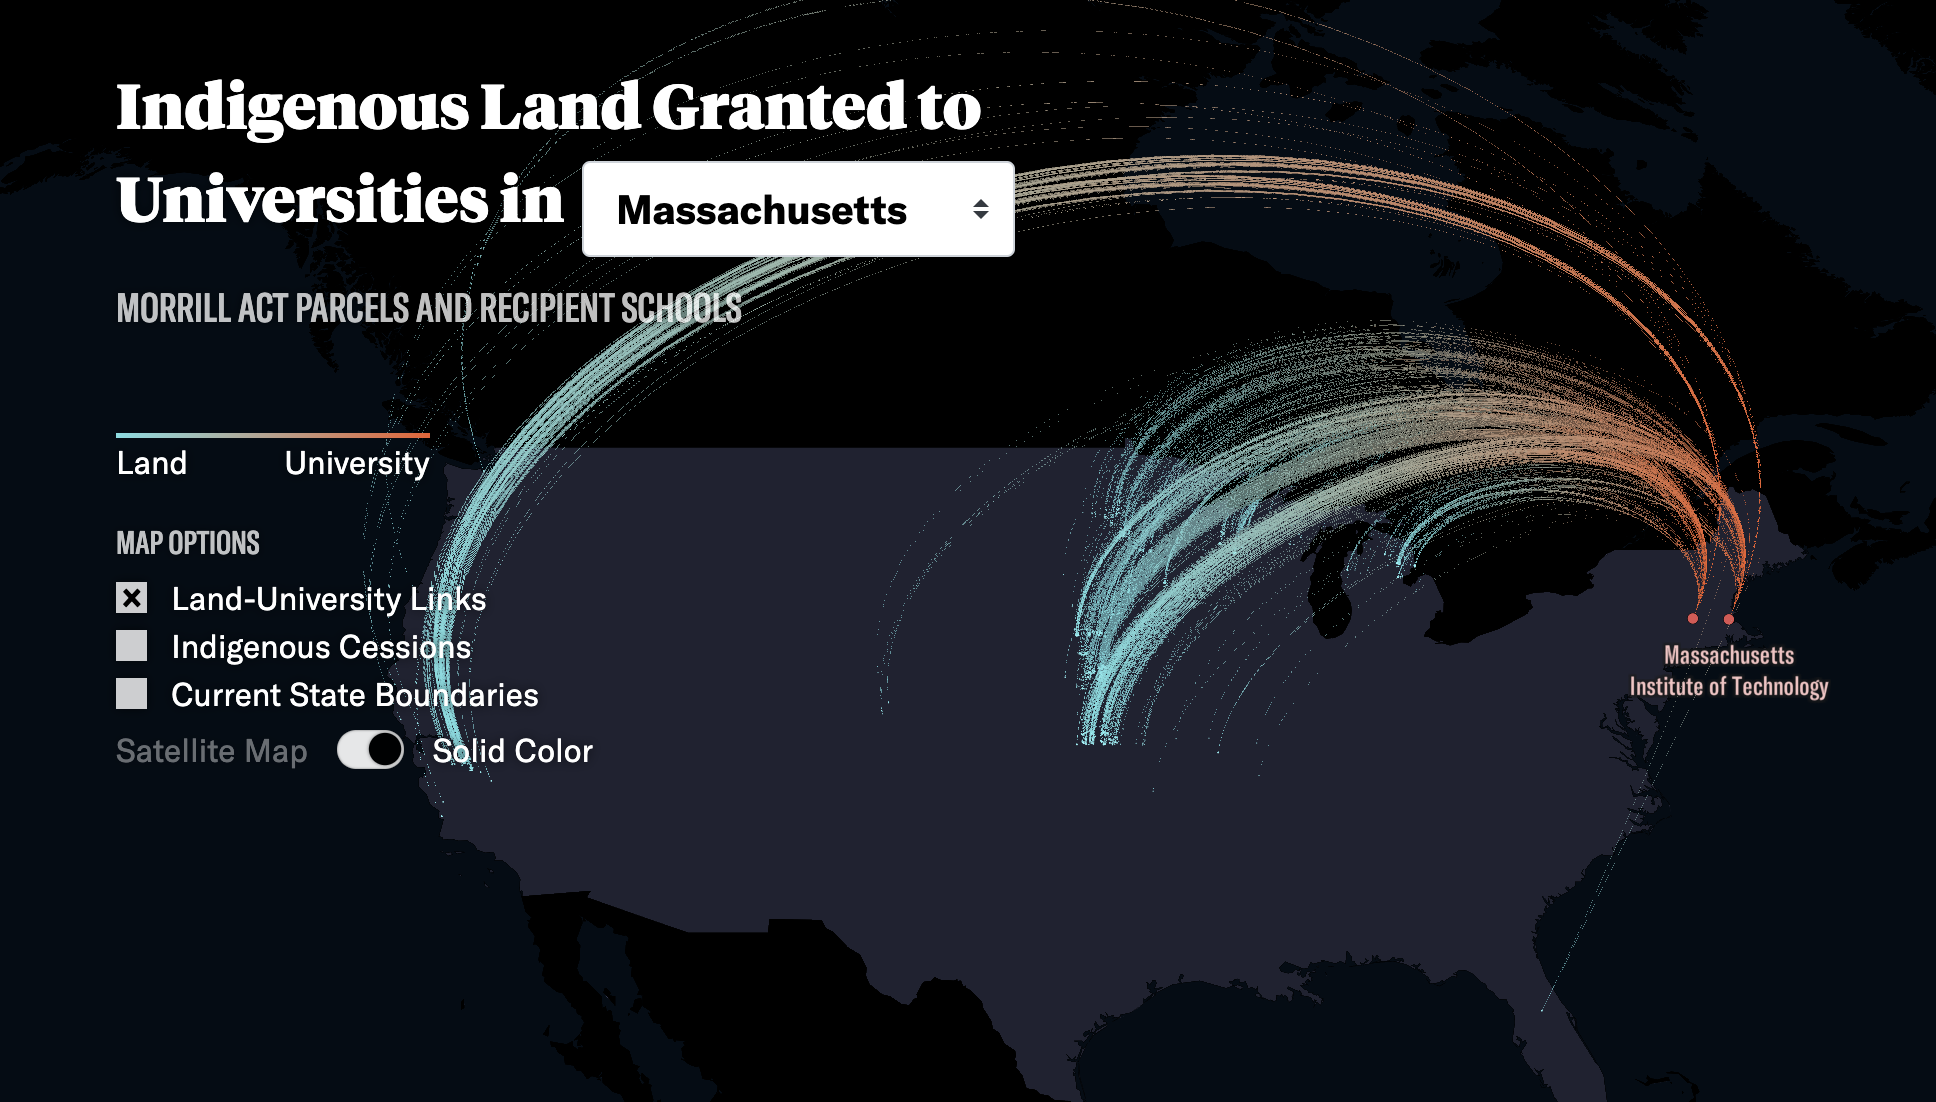 Indigenous Land Granted to
Universities in Massachusetts
MORRILL ACT PARCELS AND RECIPIENT SCHOOLS
Land University
MAP OPTIONS
Land-University Links
Indigenous Cessions
Current State Boundaries
Satellite Map Solid Color
Massachusetts
Institute of Technology